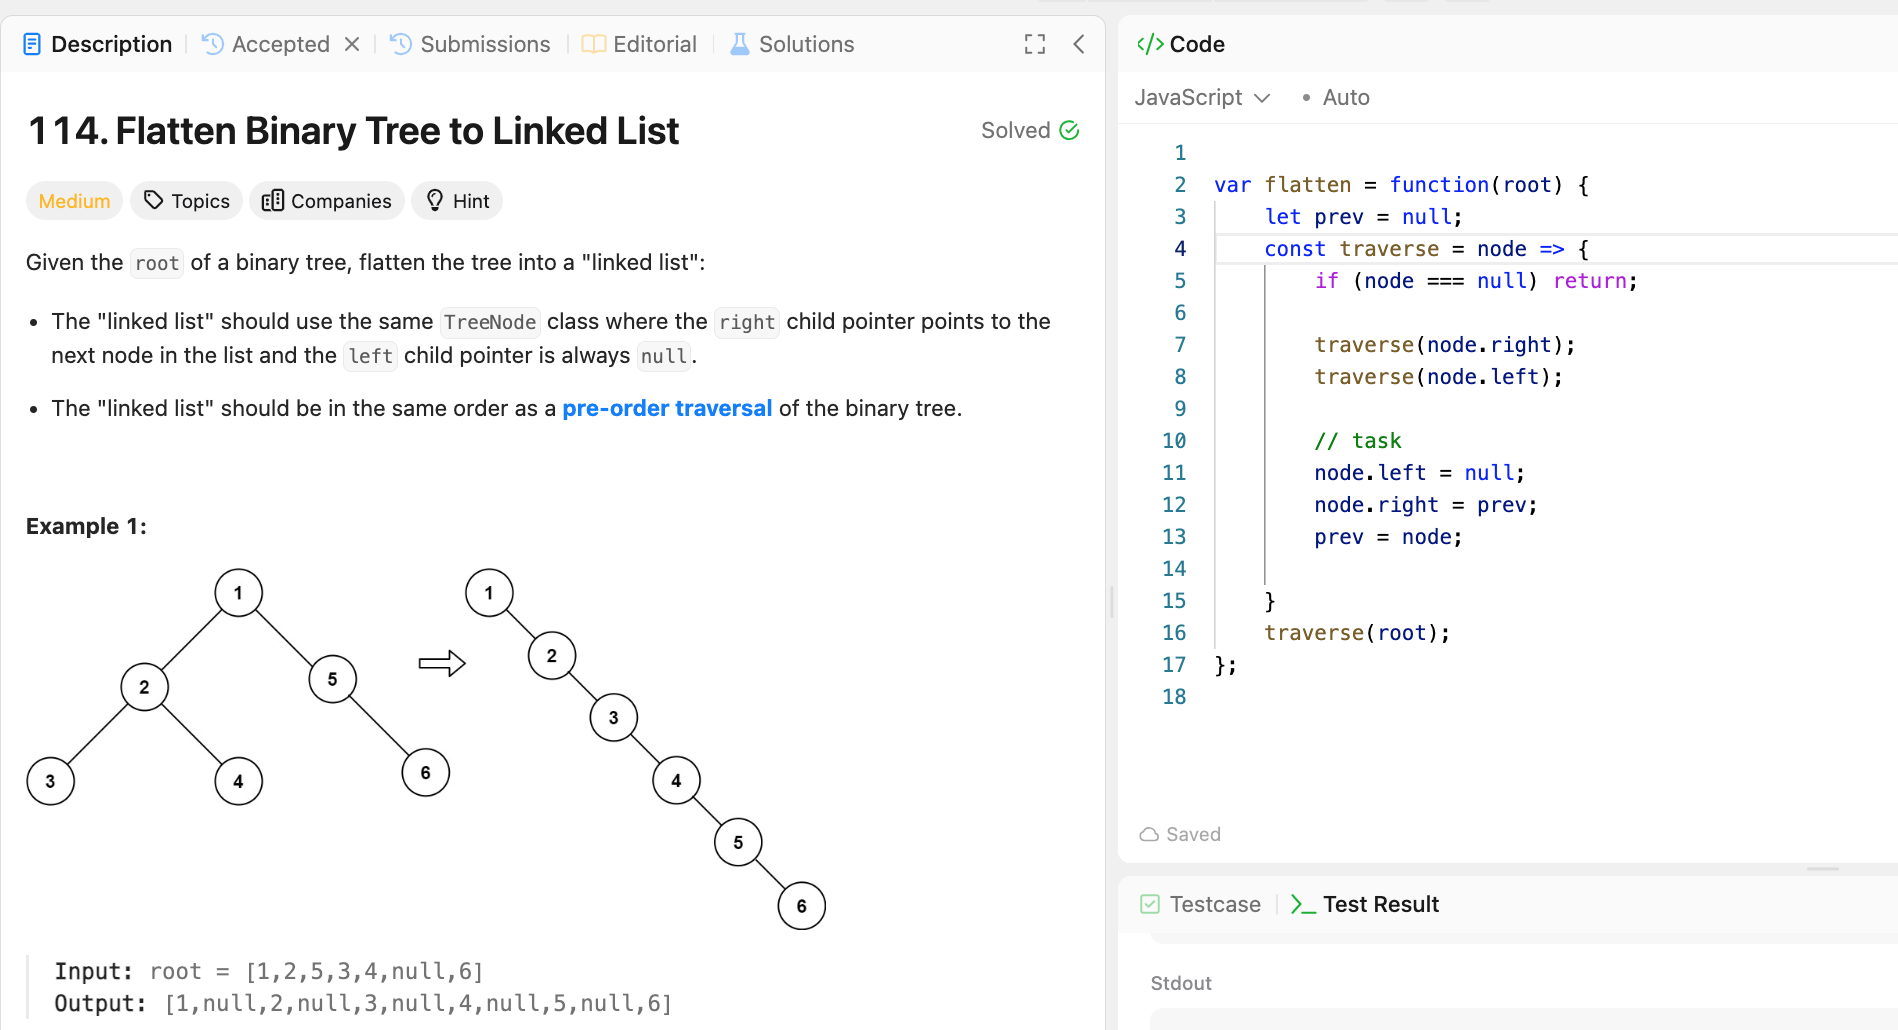 Description
Accepted
Submissions
Editorial
Solutions
114. Flatten Binary Tree to Linked List
Solved
Medium
Topics
Companies
Hint
Given the root of a binary tree, flatten the tree into a "linked list":
• The "linked list" should use the same TreeNode class where the right child pointer points to the
next node in the list and the left child pointer is always null.
• The "linked list" should be in the same order as a pre-order traversal of the binary tree.
Example 1:
1
2
5
3
4
6
1
2
3
4
5
6
Input: root = [1,2,5,3,4,null,6]
Output: [1,null,2,null,3,null,4,null,5,null,6]
</> Code
JavaScript
• Auto
1
2 var flatten = function(root) {
3 let prev = null;
4 const traverse = node => {
5 if (node === null) return;
6
7 traverse(node.right);
8 traverse(node.left);
9
10 // task
11 node.left = null;
12 node.right = prev;
13 prev = node;
14
15 }
16 traverse(root);
17 };
18
Saved
Testcase
Test Result
Stdout